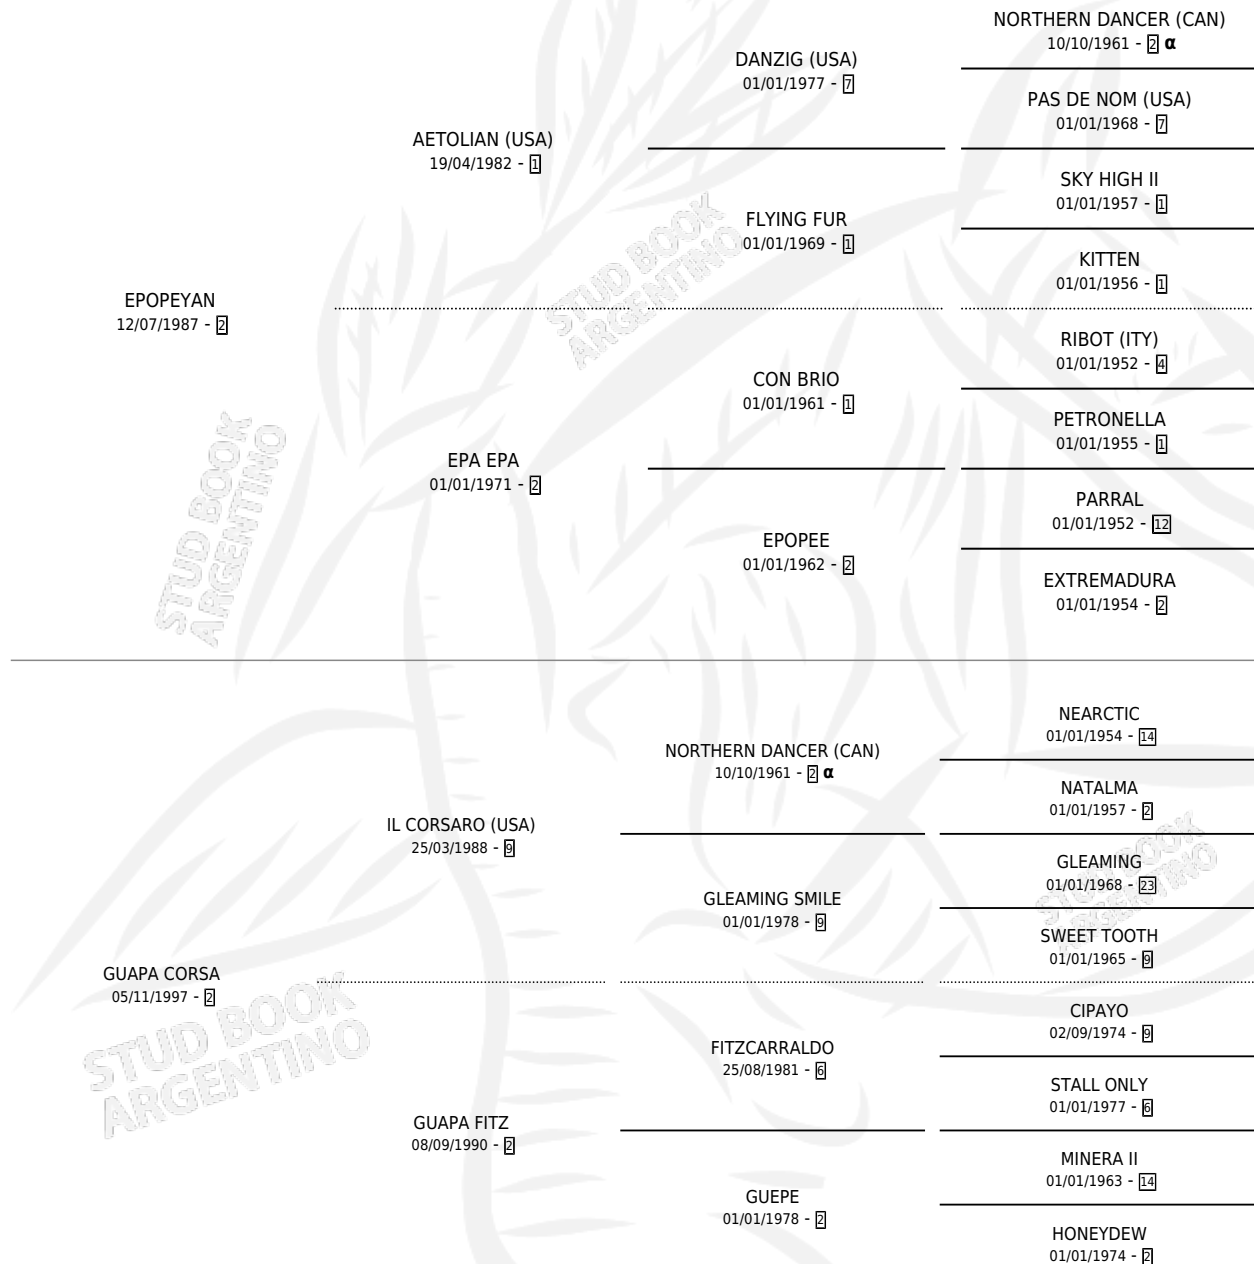 NORTHERN DANCER (CAN)
10/10/1961 - 2 α
DANZIG (USA)
01/01/1977 - 7
PAS DE NOM (USA)
01/01/1968 - 7
AETOLIAN (USA)
19/04/1982 - 1
SKY HIGH II
01/01/1957 - 1
FLYING FUR
01/01/1969 - 1
KITTEN
01/01/1956 - 1
EPOPEYAN
12/07/1987 - 2
RIBOT (ITY)
01/01/1952 - 4
CON BRIO
01/01/1961 - 1
PETRONELLA
01/01/1955 - 1
EPA EPA
01/01/1971 - 2
PARRAL
01/01/1952 - 12
EPOPEE
01/01/1962 - 2
EXTREMADURA
01/01/1954 - 2
STUD BOOK
ARGENTINO
STUD BOOK
ARGENTINO
NEARCTIC
01/01/1954 - 14
NORTHERN DANCER (CAN)
10/10/1961 - 2 α
NATALMA
01/01/1957 - 2
IL CORSARO (USA)
25/03/1988 - 9
GLEAMING
01/01/1968 - 23
GLEAMING SMILE
01/01/1978 - 9
SWEET TOOTH
01/01/1965 - 9
GUAPA CORSA
05/11/1997 - 2
CIPAYO
02/09/1974 - 9
FITZCARRALDO
25/08/1981 - 6
STALL ONLY
01/01/1977 - 6
GUAPA FITZ
08/09/1990 - 2
MINERA II
01/01/1963 - 14
GUEPE
01/01/1978 - 2
HONEYDEW
01/01/1974 - 2
STUD BOOK
ARGENTINO
STUD BOOK
ARGENTINO